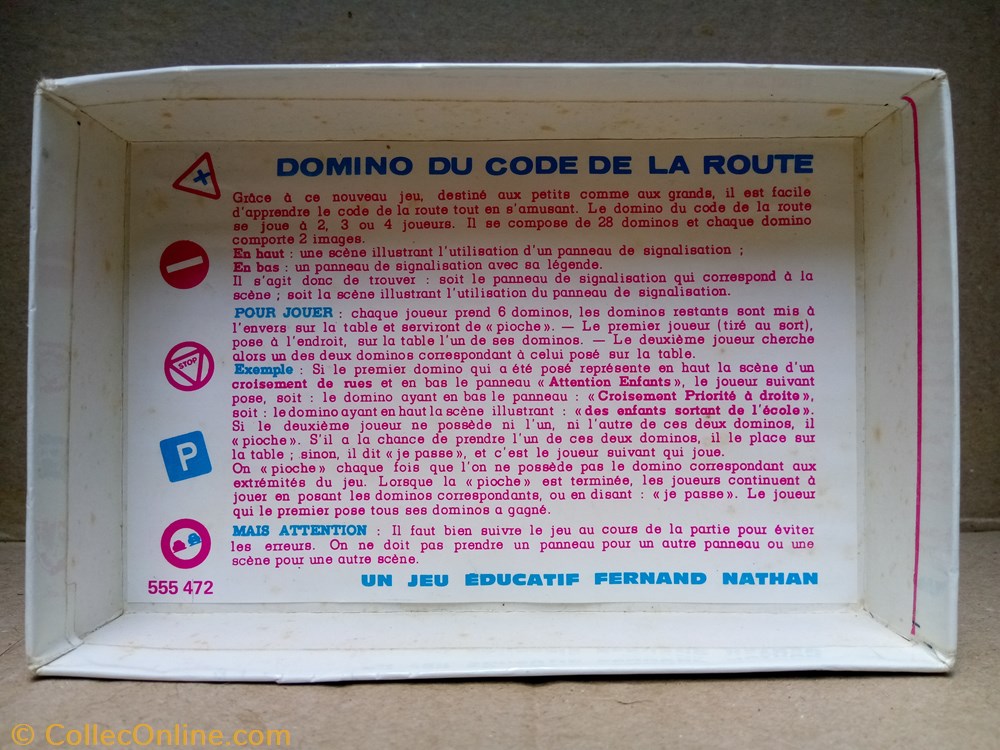 DOMINO DU CODE DE LA ROUTE
Grâce à ce nouveau jeu, destiné aux petits comme aux grands, il est facile
d'apprendre le code de la route tout en s'amusant. Le domino du code de la route
se joue à 2, 3 ou 4 joueurs. Il se compose de 28 dominos et chaque domino
comporte 2 images.
En haut : une scène illustrant l'utilisation d'un panneau de signalisation ;
En bas : un panneau de signalisation avec sa légende.
Il s'agit donc de trouver : soit le panneau de signalisation qui correspond à la
scène ; soit la scène illustrant l'utilisation du panneau de signalisation.
POUR JOUER : chaque joueur prend 6 dominos, les dominos restants sont mis à
l'envers sur la table et serviront de « pioche ». — Le premier joueur (tiré au sort),
pose à l'endroit, sur la table l'un de ses dominos. — Le deuxième joueur cherche
alors un des deux dominos correspondant à celui posé sur la table.
STOP
Exemple : Si le premier domino qui a été posé représente en haut la scène d'un
croisement de rues et en bas le panneau « Attention Enfants », le joueur suivant
pose, soit : le domino ayant en bas le panneau : « Croisement Priorité à droite »,
soit : le domino ayant en haut la scène illustrant : « des enfants sortant de l'école ».
Si le deuxième joueur ne possède ni l'un, ni l'autre de ces deux dominos, il
« pioche ». S'il a la chance de prendre l'un de ces deux dominos, il le place sur
la table ; sinon, il dit « je passe », et c'est le joueur suivant qui joue.
P
On « pioche » chaque fois que l'on ne possède pas le domino correspondant aux
extrémités du jeu. Lorsque la « pioche » est terminée, les joueurs continuent à
jouer en posant les dominos correspondants, ou en disant : « je passe ». Le joueur
qui le premier pose tous ses dominos a gagné.
MAIS ATTENTION : Il faut bien suivre le jeu au cours de la partie pour éviter
les erreurs. On ne doit pas prendre un panneau pour un autre panneau ou une
scène pour une autre scène.
555 472
UN JEU ÉDUCATIF FERNAND NATHAN
© CollecOnline.com